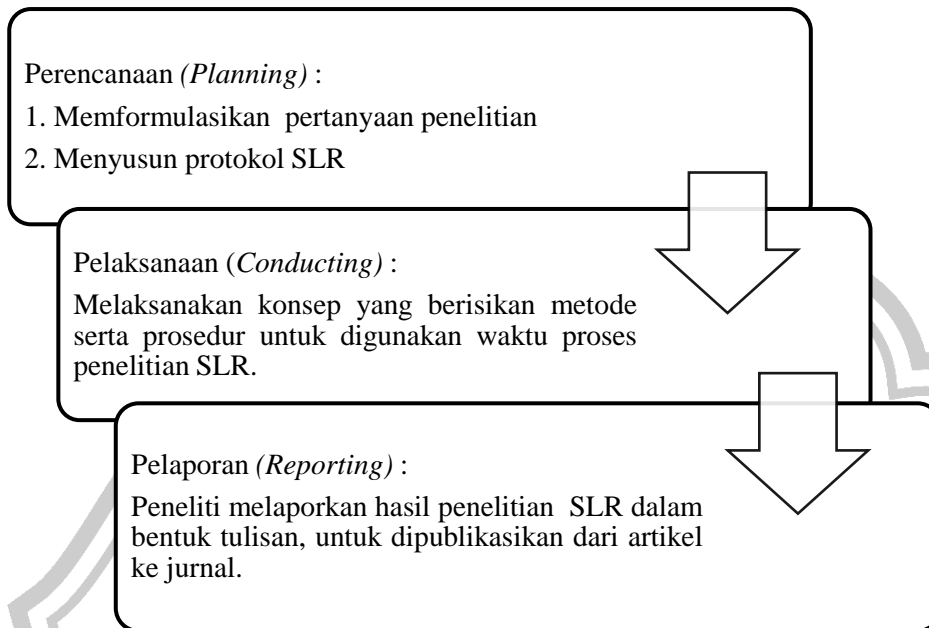 Perencanaan (Planning) :
1. Memformulasikan pertanyaan penelitian
2. Menyusun protokol SLR
Pelaksanaan (Conducting) :
Melaksanakan konsep yang berisikan metode
serta prosedur untuk digunakan waktu proses
penelitian SLR.
Pelaporan (Reporting) :
Peneliti melaporkan hasil penelitian SLR dalam
bentuk tulisan, untuk dipublikasikan dari artikel
ke jurnal.